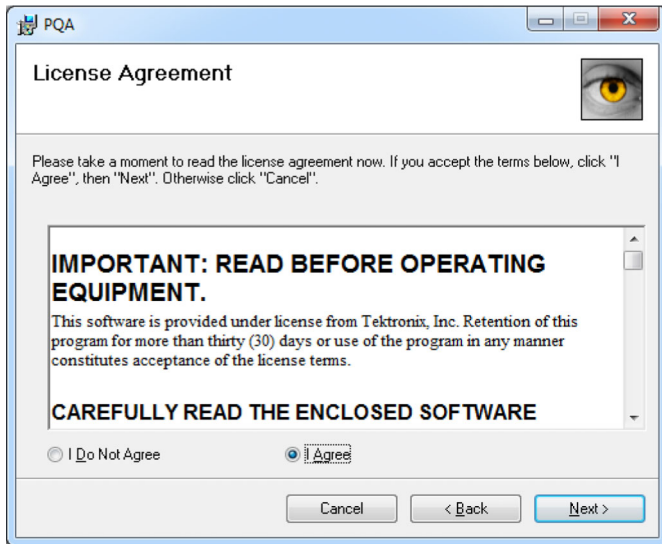 PQA
License Agreement
Please take a moment to read the license agreement now. If you accept the terms below, click "I
Agree", then "Next". Otherwise click "Cancel".
IMPORTANT: READ BEFORE OPERATING
EQUIPMENT.
This software is provided under license from Tektronix, Inc. Retention of this
program for more than thirty (30) days or use of the program in any manner
constitutes acceptance of the license terms.
CAREFULLY READ THE ENCLOSED SOFTWARE
I Do Not Agree I Agree
Cancel < Back Next >